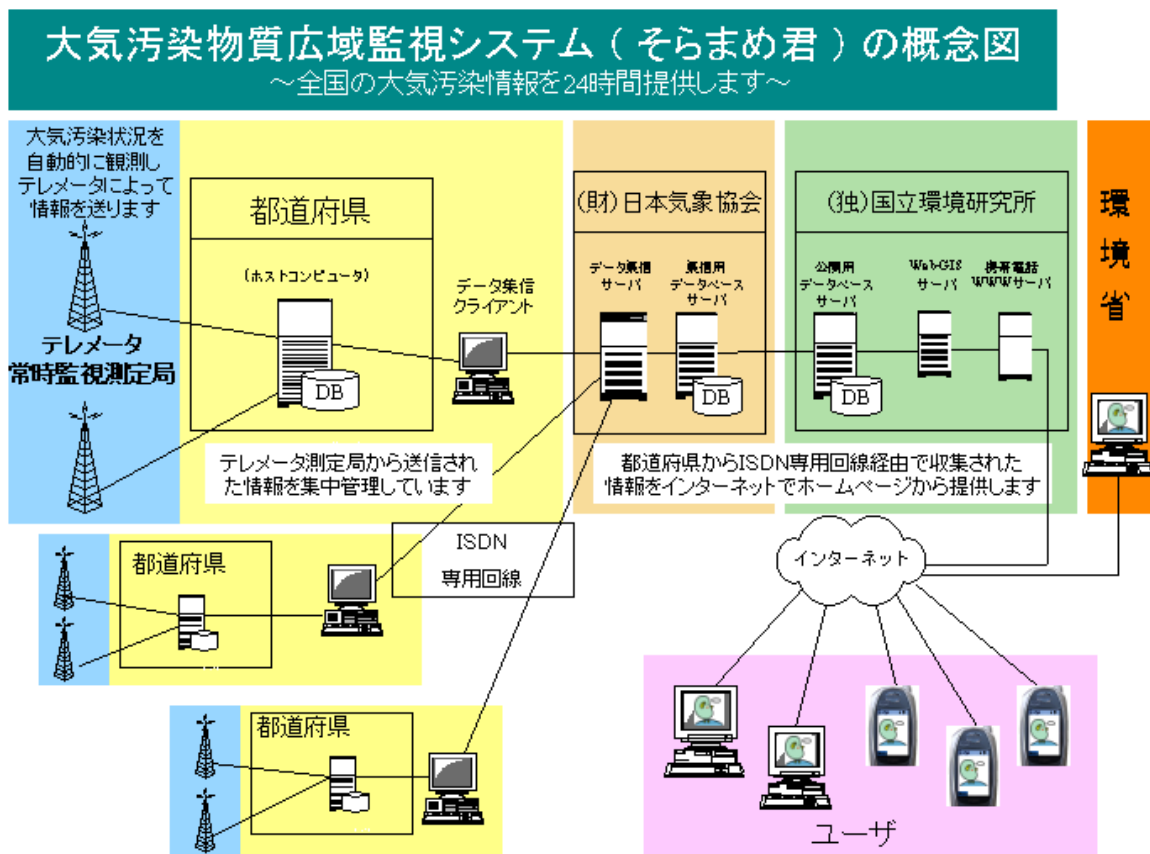 大気汚染物質広域監視システム（そらまめ君）の概念図
～全国の大気汚染情報を24時間提供します～
大気汚染状況を
自動的に観測し
テレメータによって
情報を送ります
テレメータ
常時監視測定局
都道府県
(ホストコンピュータ)
DB
データ集信
クライアント
テレメータ測定局から送信され
た情報を集中管理しています
(財)日本気象協会
データ集信
サーバ
集信用
データベース
サーバ
DB
(独)国立環境研究所
公開用
データベース
サーバ
DB
Web-GIS
サーバ
携帯電話
WWWサーバ
都道府県からISDN専用回線経由で収集された
情報をインターネットでホームページから提供します
環
境
省
都道府県
ISDN
専用回線
インターネット
都道府県
ユーザ